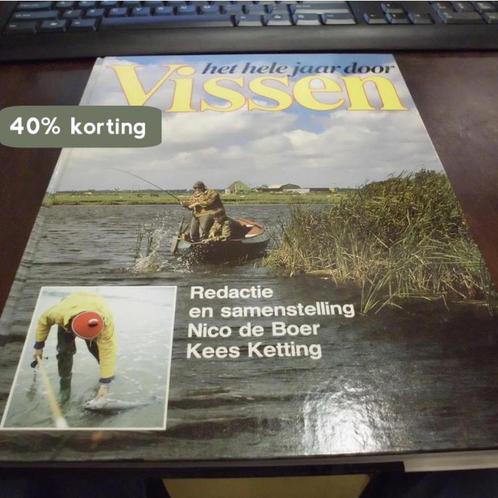 het hele jaar door
Vissen
40% korting
Redactie
en samenstelling
Nico de Boer
Kees Ketting